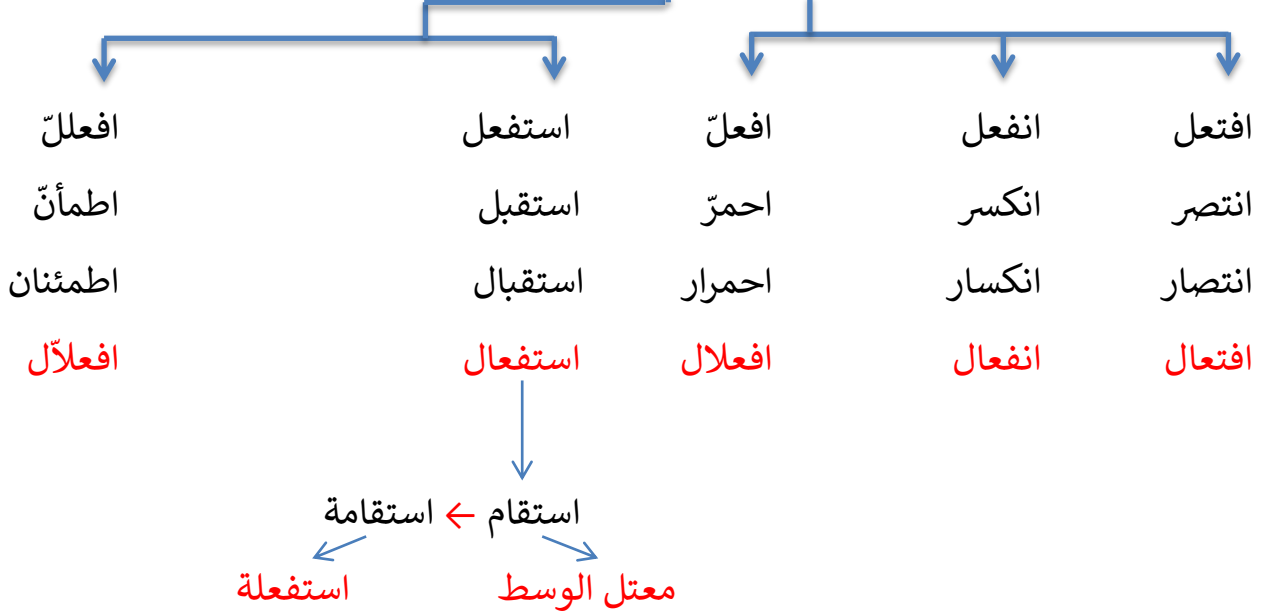 افتعل انفعل افعلّ استفعل افعللّ
انتصر انكسر احمرّ استقبل اطمأنّ
انتصار انكسار احمرار استقبال اطمئنان
افتعال انفعال افعلال استفعال افعلاّل
استقام ← استقامة
معتل الوسط استفعلة